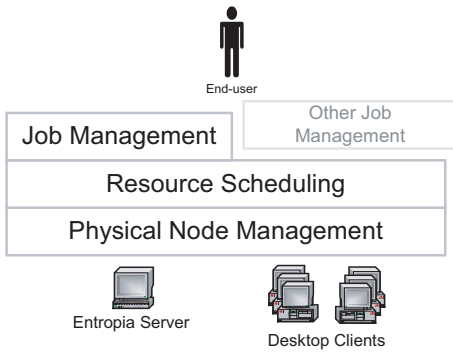 End-user
Other Job
Management
Job Management
Resource Scheduling
Physical Node Management
Entropia Server
Desktop Clients